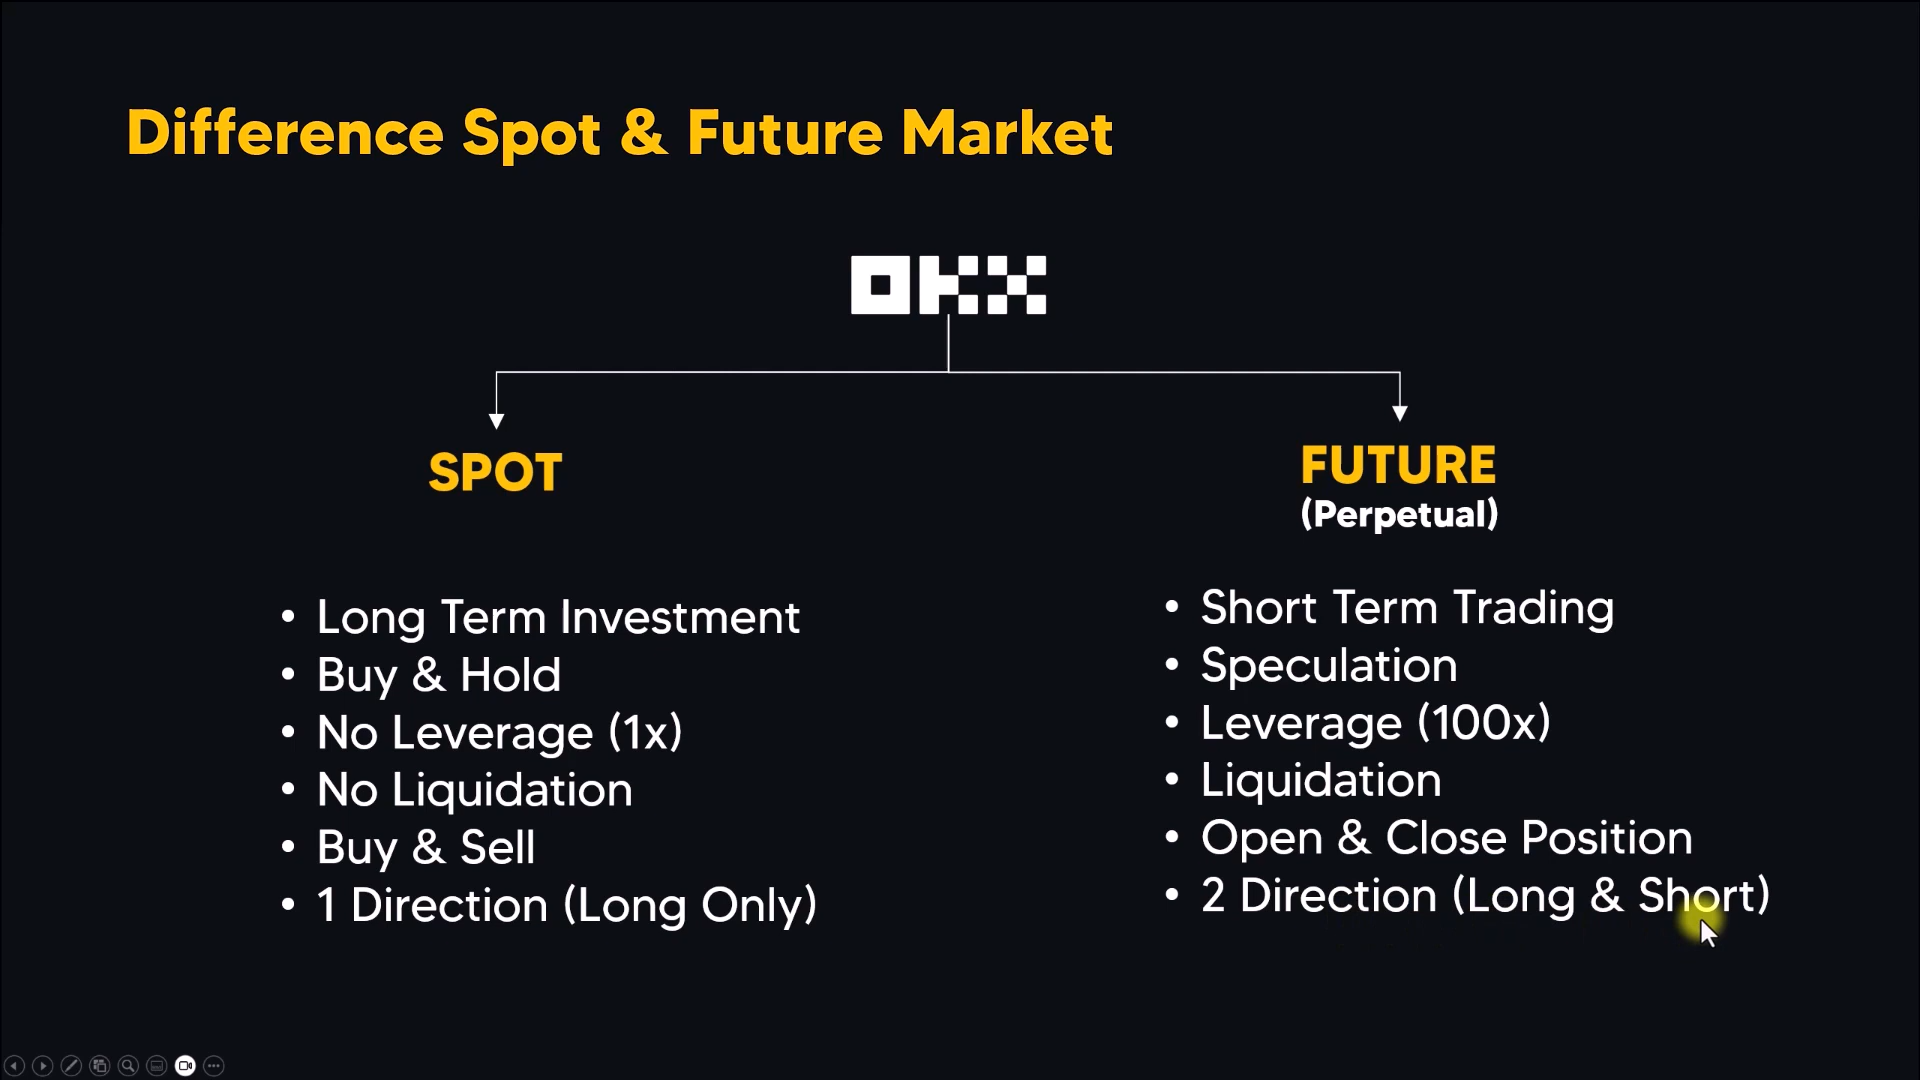 Difference Spot & Future Market
OKX
SPOT
• Long Term Investment
• Buy & Hold
• No Leverage (1x)
• No Liquidation
• Buy & Sell
• 1 Direction (Long Only)
FUTURE
(Perpetual)
• Short Term Trading
• Speculation
• Leverage (100x)
• Liquidation
• Open & Close Position
• 2 Direction (Long & Short)